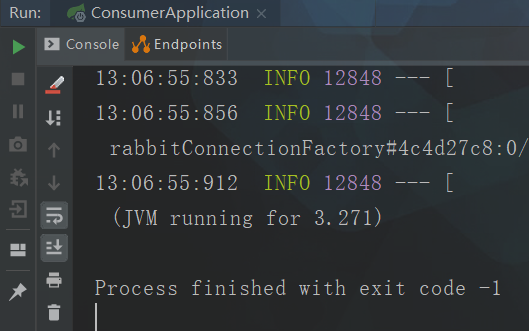 Run: ConsumerApplication
Console Endpoints
13:06:55:833 INFO 12848 --- [
13:06:55:856 INFO 12848 --- [
rabbitConnectionFactory#4c4d27c8:0/
13:06:55:912 INFO 12848 --- [
(JVM running for 3.271)
Process finished with exit code -1